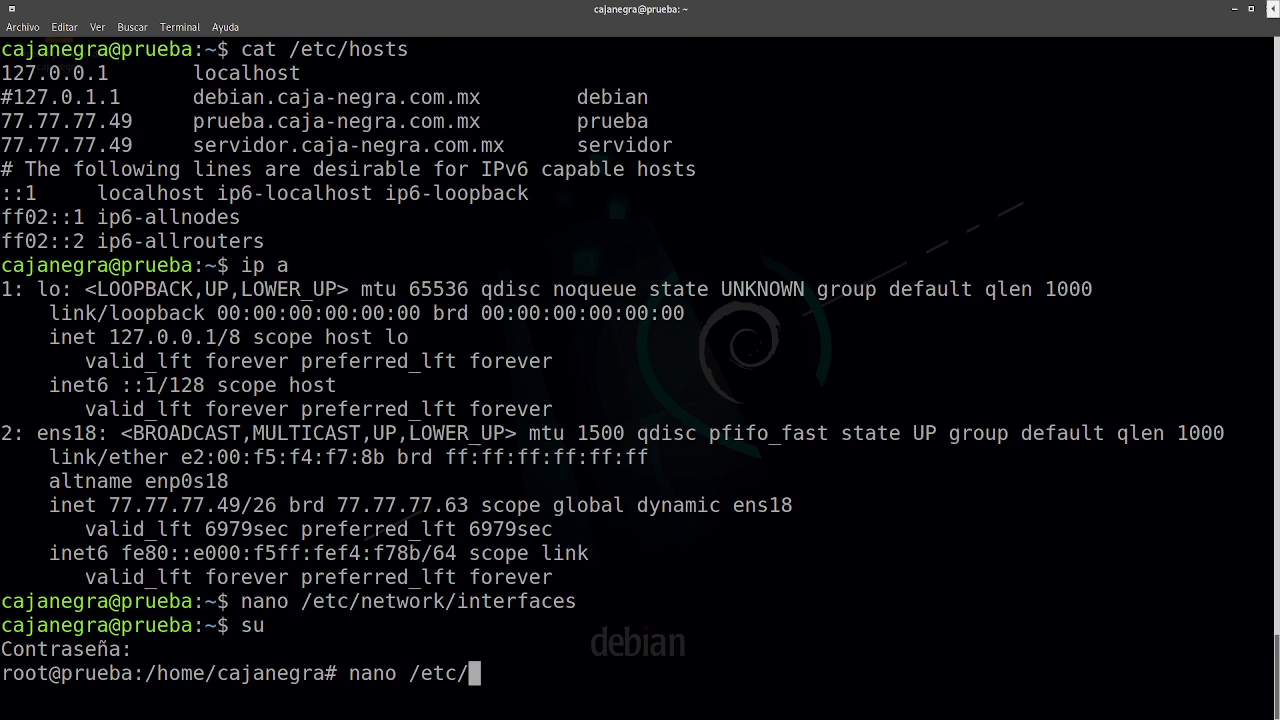 cajanegra@prueba: ~
Archivo Editar Ver Buscar Terminal Ayuda
cajanegra@prueba:~$ cat /etc/hosts
127.0.0.1       localhost
#127.0.1.1      debian.caja-negra.com.mx        debian
77.77.77.49     prueba.caja-negra.com.mx        prueba
77.77.77.49     servidor.caja-negra.com.mx      servidor
# The following lines are desirable for IPv6 capable hosts
::1     localhost ip6-localhost ip6-loopback
ff02::1 ip6-allnodes
ff02::2 ip6-allrouters
cajanegra@prueba:~$ ip a
1: lo: <LOOPBACK,UP,LOWER_UP> mtu 65536 qdisc noqueue state UNKNOWN group default qlen 1000
    link/loopback 00:00:00:00:00:00 brd 00:00:00:00:00:00
    inet 127.0.0.1/8 scope host lo
       valid_lft forever preferred_lft forever
    inet6 ::1/128 scope host
       valid_lft forever preferred_lft forever
2: ens18: <BROADCAST,MULTICAST,UP,LOWER_UP> mtu 1500 qdisc pfifo_fast state UP group default qlen 1000
    link/ether e2:00:f5:f4:f7:8b brd ff:ff:ff:ff:ff:ff
    altname enp0s18
    inet 77.77.77.49/26 brd 77.77.77.63 scope global dynamic ens18
       valid_lft 6979sec preferred_lft 6979sec
    inet6 fe80::e000:f5ff:fef4:f78b/64 scope link
       valid_lft forever preferred_lft forever
cajanegra@prueba:~$ nano /etc/network/interfaces
cajanegra@prueba:~$ su
Contraseña:
root@prueba:/home/cajanegra# nano /etc/
debian